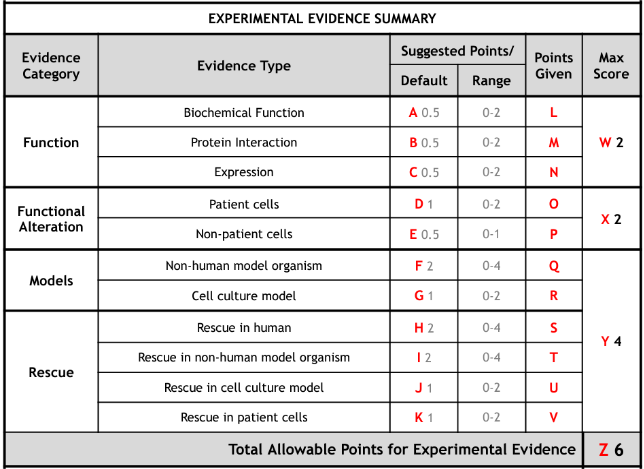 EXPERIMENTAL EVIDENCE SUMMARY
Evidence Category Evidence Type Suggested Points/ Points Given Max Score
Default Range
Function Biochemical Function A 0.5 0-2 L W 2
Protein Interaction B 0.5 0-2 M
Expression C 0.5 0-2 N
Functional Alteration Patient cells D 1 0-2 O X 2
Non-patient cells E 0.5 0-1 P
Models Non-human model organism F 2 0-4 Q Y 4
Cell culture model G 1 0-2 R
Rescue Rescue in human H 2 0-4 S
Rescue in non-human model organism I 2 0-4 T
Rescue in cell culture model J 1 0-2 U
Rescue in patient cells K 1 0-2 V
Total Allowable Points for Experimental Evidence Z 6